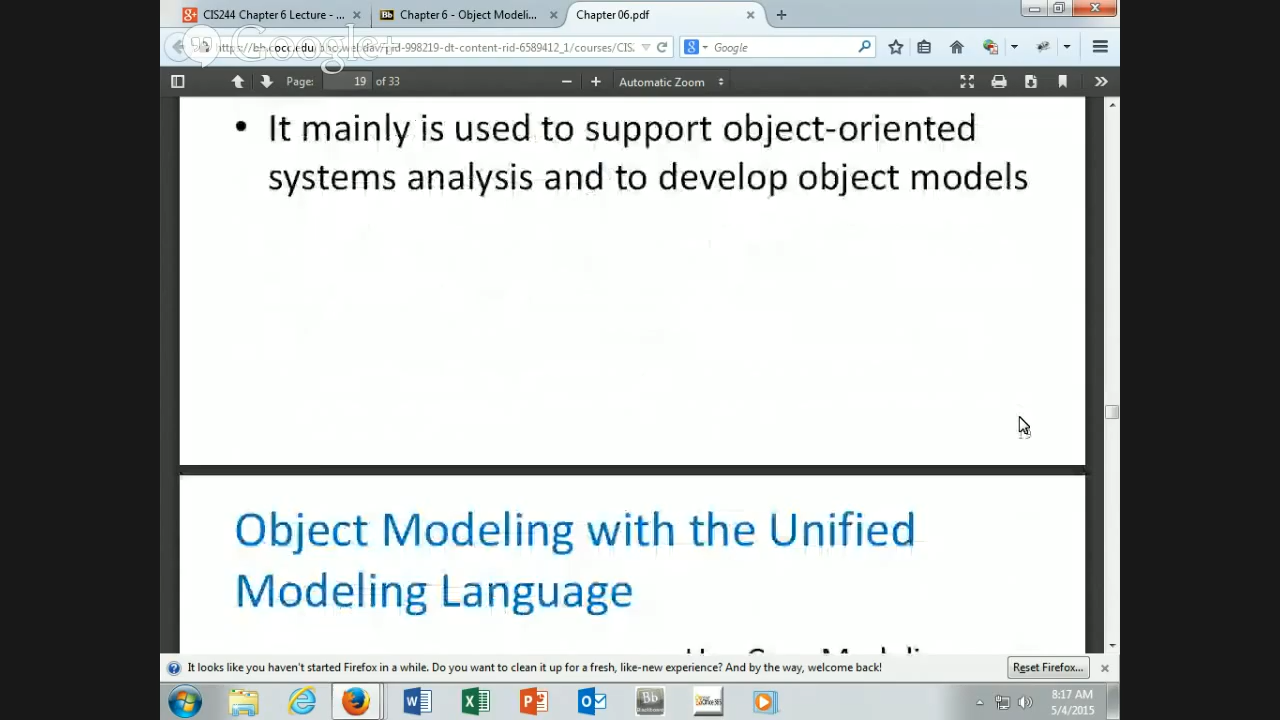 CIS244 Chapter 6 Lecture - ...
Chapter 6 - Object Modeli...
Chapter 06.pdf
Google+
Google
Page: 19 of 33
Automatic Zoom
• It mainly is used to support object-oriented
systems analysis and to develop object models
Object Modeling with the Unified
Modeling Language
It looks like you haven't started Firefox in a while. Do you want to clean it up for a fresh, like-new experience? And by the way, welcome back!
Reset Firefox...
8:17 AM
5/4/2015